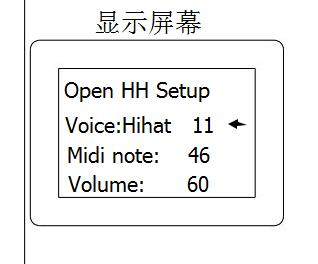 显示屏幕
Open HH Setup
Voice:Hihat 11
Midi note: 46
Volume: 60